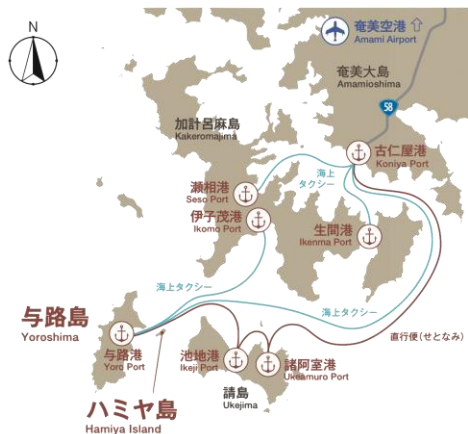 奄美空港
Amami Airport
奄美大島
Amamioshima
58
加計呂麻島
Kakeromajima
古仁屋港
Koniya Port
海上
タクシー
瀬相港
Seso Port
伊子茂港
Ikomo Port
生間港
Ikenma Port
海上タクシー
海上タクシー
与路島
Yoroshima
与路港
Yoro Port
直行便(せとなみ)
池地港
Ikeji Port
諸阿室港
Ukeamuro Port
請島
Ukejima
ハミヤ島
Hamiya Island